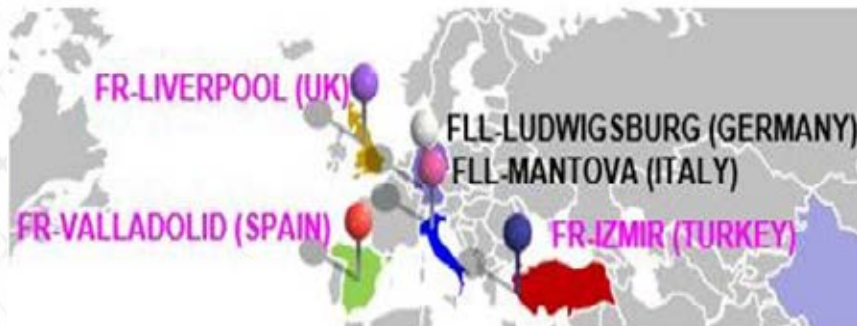 FR-LIVERPOOL (UK)
FLL-LUDWIGSBURG (GERMANY)
FLL-MANTOVA (ITALY)
FR-VALLADOLID (SPAIN)
FR-IZMIR (TURKEY)